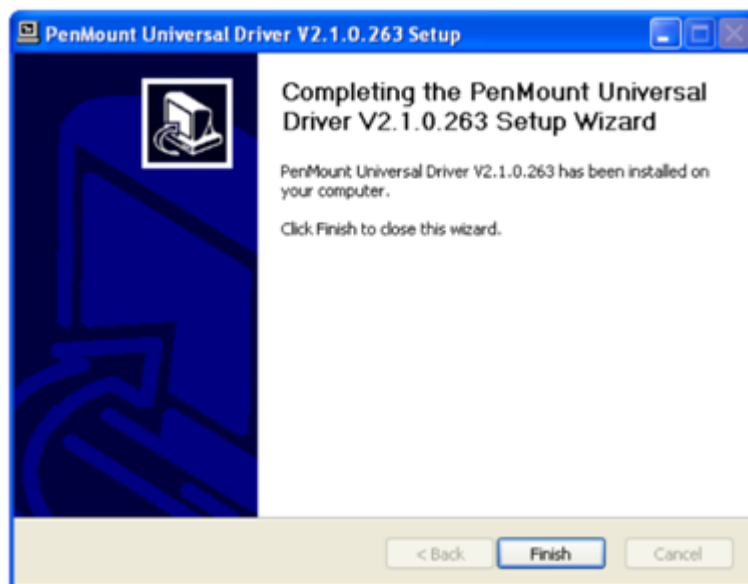 PenMount Universal Driver V2.1.0.263 Setup
Completing the PenMount Universal
Driver V2.1.0.263 Setup Wizard
PenMount Universal Driver V2.1.0.263 has been installed on
your computer.
Click Finish to close this wizard.
< Back Finish Cancel